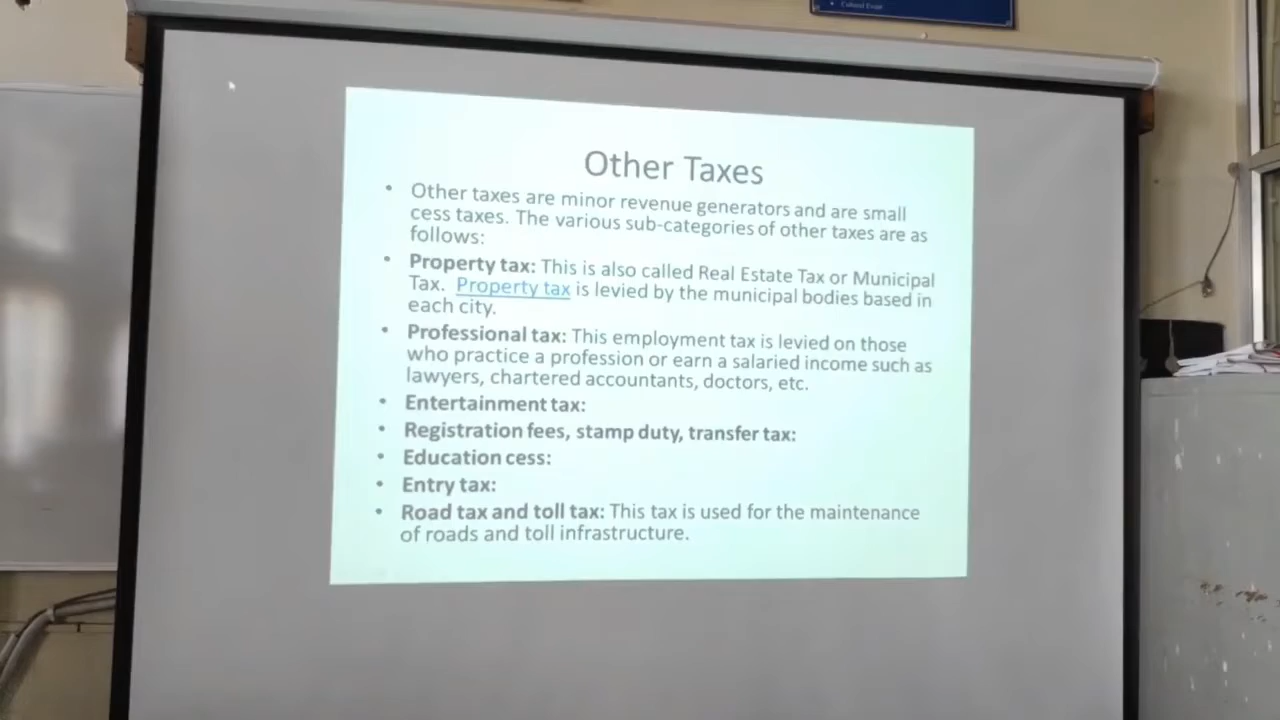 • Cultural Event
Other Taxes
• Other taxes are minor revenue generators and are small
cess taxes. The various sub-categories of other taxes are as
follows:
• Property tax: This is also called Real Estate Tax or Municipal
Tax. Property tax is levied by the municipal bodies based in
each city.
• Professional tax: This employment tax is levied on those
who practice a profession or earn a salaried income such as
lawyers, chartered accountants, doctors, etc.
• Entertainment tax:
• Registration fees, stamp duty, transfer tax:
• Education cess:
• Entry tax:
• Road tax and toll tax: This tax is used for the maintenance
of roads and toll infrastructure.